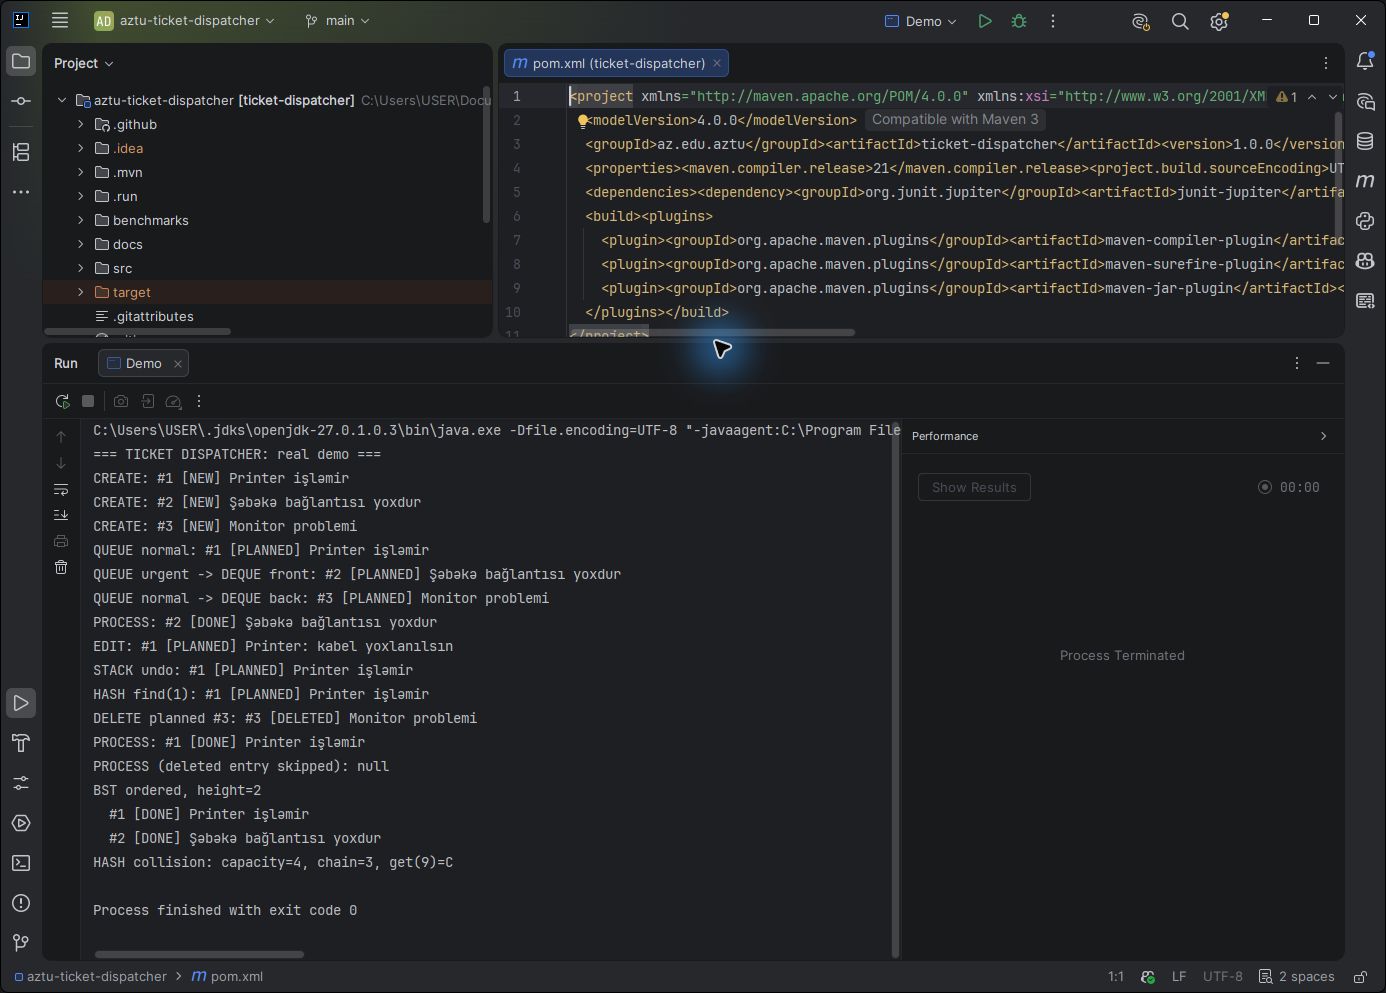 AD aztu-ticket-dispatcher main Demo
Project
aztu-ticket-dispatcher [ticket-dispatcher] C:\Users\USER\Docu
.github
.idea
.mvn
.run
benchmarks
docs
src
target
.gitattributes
pom.xml (ticket-dispatcher)
1 <project xmlns="http://maven.apache.org/POM/4.0.0" xmlns:xsi="http://www.w3.org/2001/XM 1
2 <modelVersion>4.0.0</modelVersion> Compatible with Maven 3
3 <groupId>az.edu.aztu</groupId><artifactId>ticket-dispatcher</artifactId><version>1.0.0</version
4 <properties><maven.compiler.release>21</maven.compiler.release><project.build.sourceEncoding>UT
5 <dependencies><dependency><groupId>org.junit.jupiter</groupId><artifactId>junit-jupiter</artifa
6 <build><plugins>
7 <plugin><groupId>org.apache.maven.plugins</groupId><artifactId>maven-compiler-plugin</artifac
8 <plugin><groupId>org.apache.maven.plugins</groupId><artifactId>maven-surefire-plugin</artifac
9 <plugin><groupId>org.apache.maven.plugins</groupId><artifactId>maven-jar-plugin</artifactId><
10 </plugins></build>
11 </project>
Run Demo
C:\Users\USER\.jdks\openjdk-27.0.1.0.3\bin\java.exe -Dfile.encoding=UTF-8 "-javaagent:C:\Program File
=== TICKET DISPATCHER: real demo ===
CREATE: #1 [NEW] Printer işləmir
CREATE: #2 [NEW] Şəbəkə bağlantısı yoxdur
CREATE: #3 [NEW] Monitor problemi
QUEUE normal: #1 [PLANNED] Printer işləmir
QUEUE urgent -> DEQUE front: #2 [PLANNED] Şəbəkə bağlantısı yoxdur
QUEUE normal -> DEQUE back: #3 [PLANNED] Monitor problemi
PROCESS: #2 [DONE] Şəbəkə bağlantısı yoxdur
EDIT: #1 [PLANNED] Printer: kabel yoxlanılsın
STACK undo: #1 [PLANNED] Printer işləmir
HASH find(1): #1 [PLANNED] Printer işləmir
DELETE planned #3: #3 [DELETED] Monitor problemi
PROCESS: #1 [DONE] Printer işləmir
PROCESS (deleted entry skipped): null
BST ordered, height=2
#1 [DONE] Printer işləmir
#2 [DONE] Şəbəkə bağlantısı yoxdur
HASH collision: capacity=4, chain=3, get(9)=C
Process finished with exit code 0
Performance
Show Results 00:00
Process Terminated
aztu-ticket-dispatcher > pom.xml 1:1 LF UTF-8 2 spaces